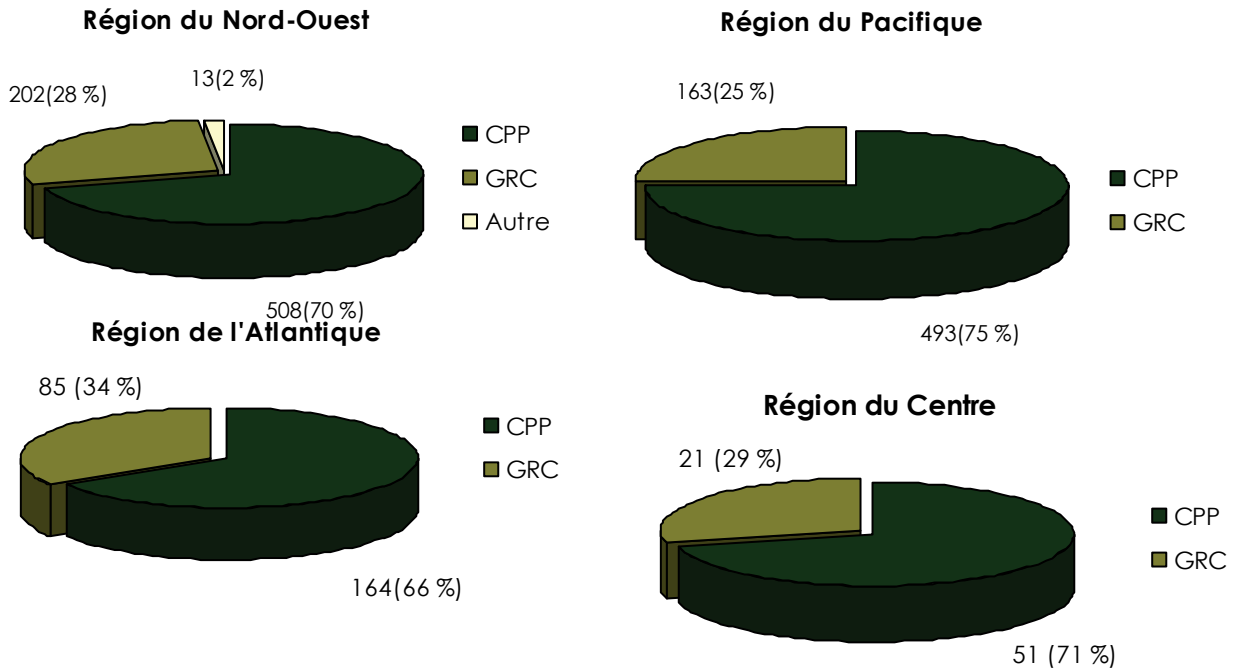 Région du Nord-Ouest
13(2 %)
202(28 %)
CPP
GRC
Autre
508(70 %)
Région du Pacifique
163(25 %)
CPP
GRC
493(75 %)
Région de l'Atlantique
85 (34 %)
CPP
GRC
164(66 %)
Région du Centre
21 (29 %)
CPP
GRC
51 (71 %)